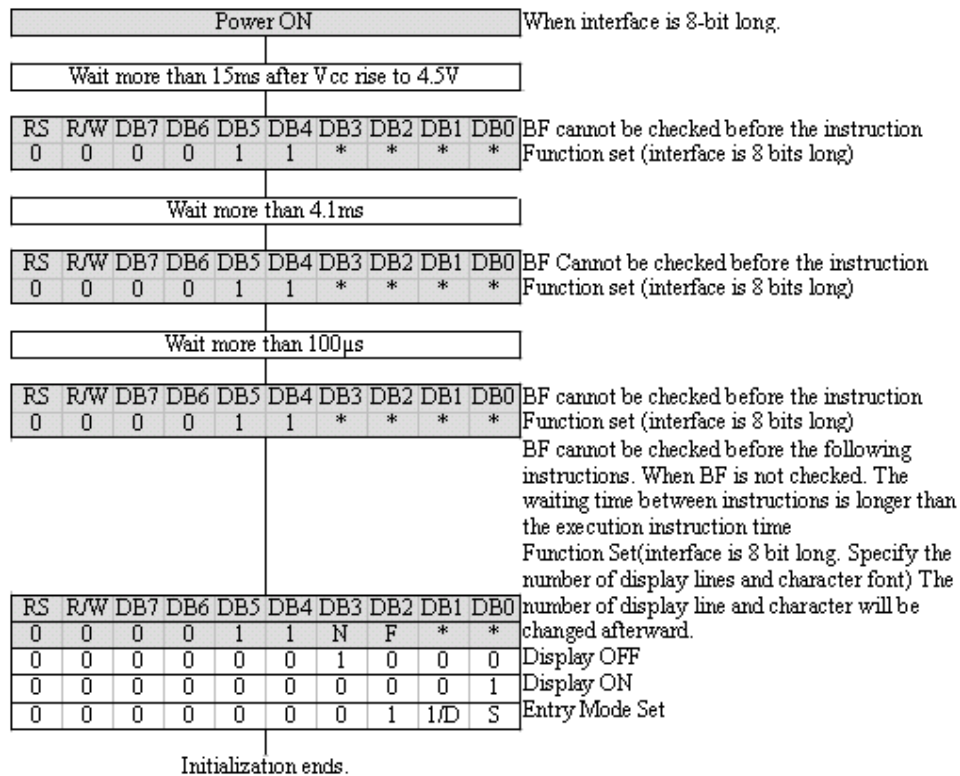 Power ON
When interface is 8-bit long.
Wait more than 15ms after Vcc rise to 4.5V
RS R/W DB7 DB6 DB5 DB4 DB3 DB2 DB1 DB0 BF cannot be checked before the instruction
0 0 0 0 1 1 * * * * Function set (interface is 8 bits long)
Wait more than 4.1ms
RS R/W DB7 DB6 DB5 DB4 DB3 DB2 DB1 DB0 BF Cannot be checked before the instruction
0 0 0 0 1 1 * * * * Function set (interface is 8 bits long)
Wait more than 100µs
RS R/W DB7 DB6 DB5 DB4 DB3 DB2 DB1 DB0 BF cannot be checked before the instruction
0 0 0 0 1 1 * * * * Function set (interface is 8 bits long)
BF cannot be checked before the following
instructions. When BF is not checked. The
waiting time between instructions is longer than
the execution instruction time
Function Set(interface is 8 bit long. Specify the
number of display lines and character font) The
RS R/W DB7 DB6 DB5 DB4 DB3 DB2 DB1 DB0 number of display line and character will be
0 0 0 0 1 1 N F * * changed afterward.
0 0 0 0 0 0 1 0 0 0 Display OFF
0 0 0 0 0 0 0 0 0 1 Display ON
0 0 0 0 0 0 0 1 1/D S Entry Mode Set
Initialization ends.